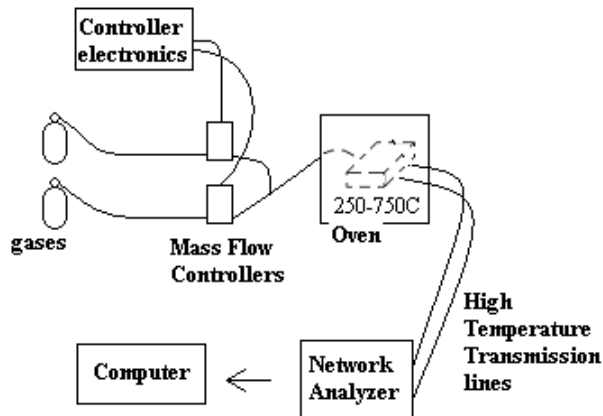 Controller
electronics
gases
Mass Flow
Controllers
250-750C
Oven
High
Temperature
Transmission
lines
Computer
Network
Analyzer